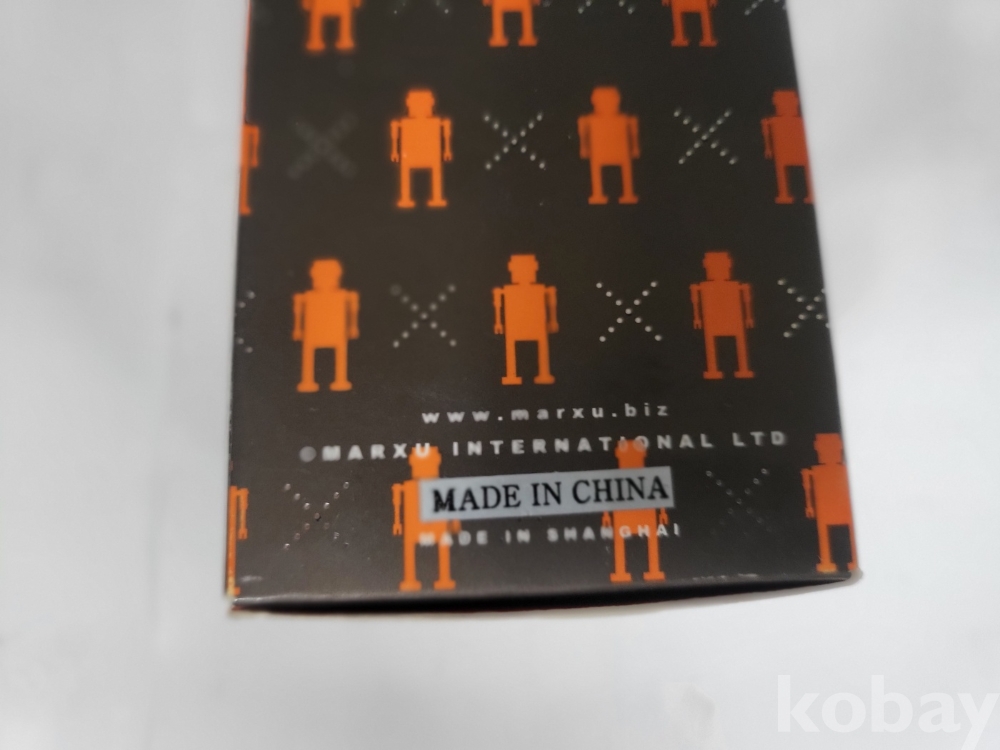 www.marxu.biz
©MARXU INTERNATIONAL LTD
MADE IN CHINA
MADE IN SHANGHAI
kobay